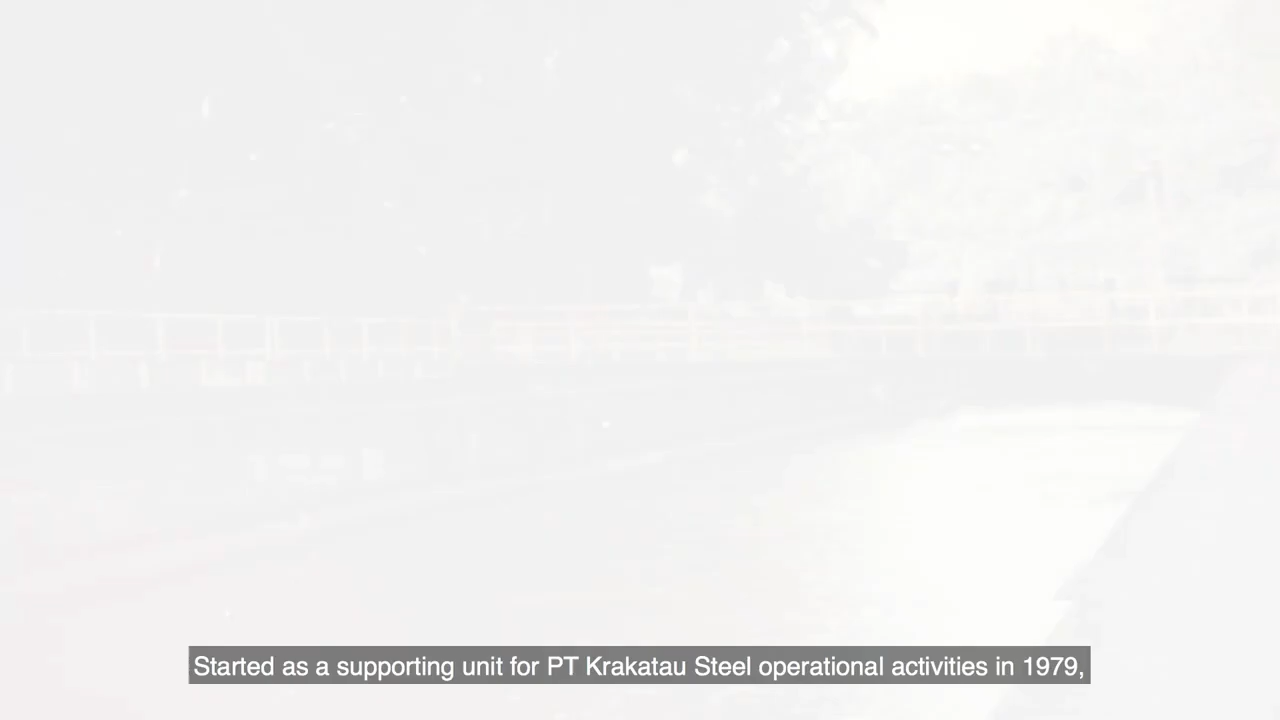 Started as a supporting unit for PT Krakatau Steel operational activities in 1979,